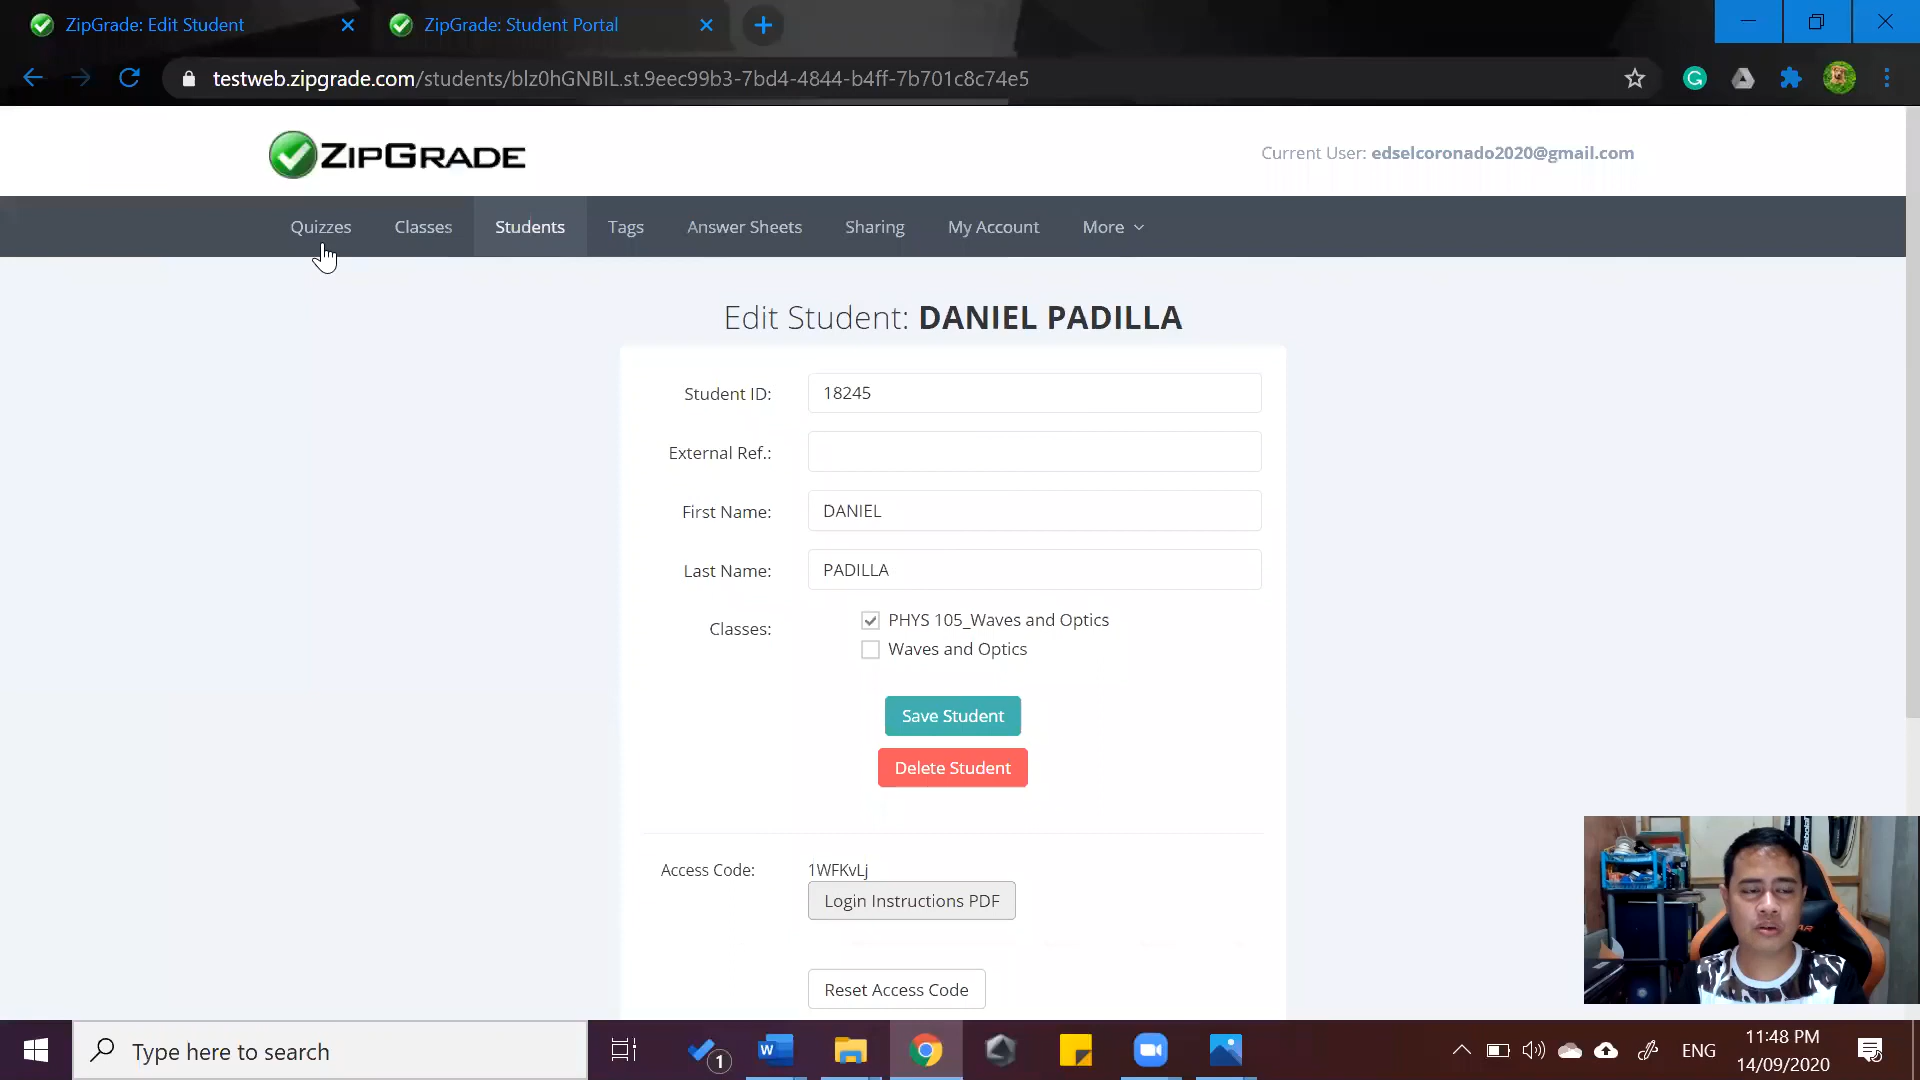 ZipGrade: Edit Student
ZipGrade: Student Portal
testweb.zipgrade.com/students/blz0hGNBIL.st.9eec99b3-7bd4-4844-b4ff-7b701c8c74e5
ZIPGRADE
Current User: edselcoronado2020@gmail.com
Quizzes Classes Students Tags Answer Sheets Sharing My Account More
Edit Student: DANIEL PADILLA
Student ID: 18245
External Ref.:
First Name: DANIEL
Last Name: PADILLA
Classes: PHYS 105_Waves and Optics
Waves and Optics
Save Student
Delete Student
Access Code: 1WFKvLj
Login Instructions PDF
Reset Access Code
Type here to search
1
ENG
11:48 PM
14/09/2020